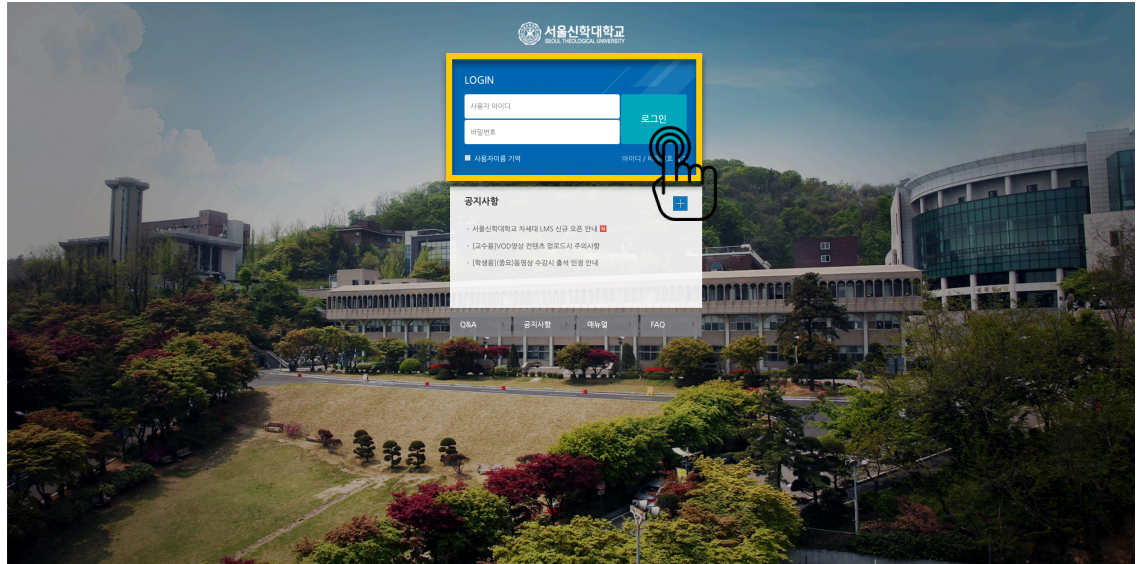 서울신학대학교
SEOUL THEOLOGICAL UNIVERSITY
LOGIN
사용자 아이디
비밀번호
로그인
사용자이름 기억
아이디 /
공지사항
- 서울신학대학교 차세대 LMS 신규 오픈 안내 N
- [교수용]VOD영상 컨텐츠 업로드시 주의사항
- [학생용](중요)동영상 수강시 출석 인정 안내
Q&A > 공지사항 > 매뉴얼 > FAQ >